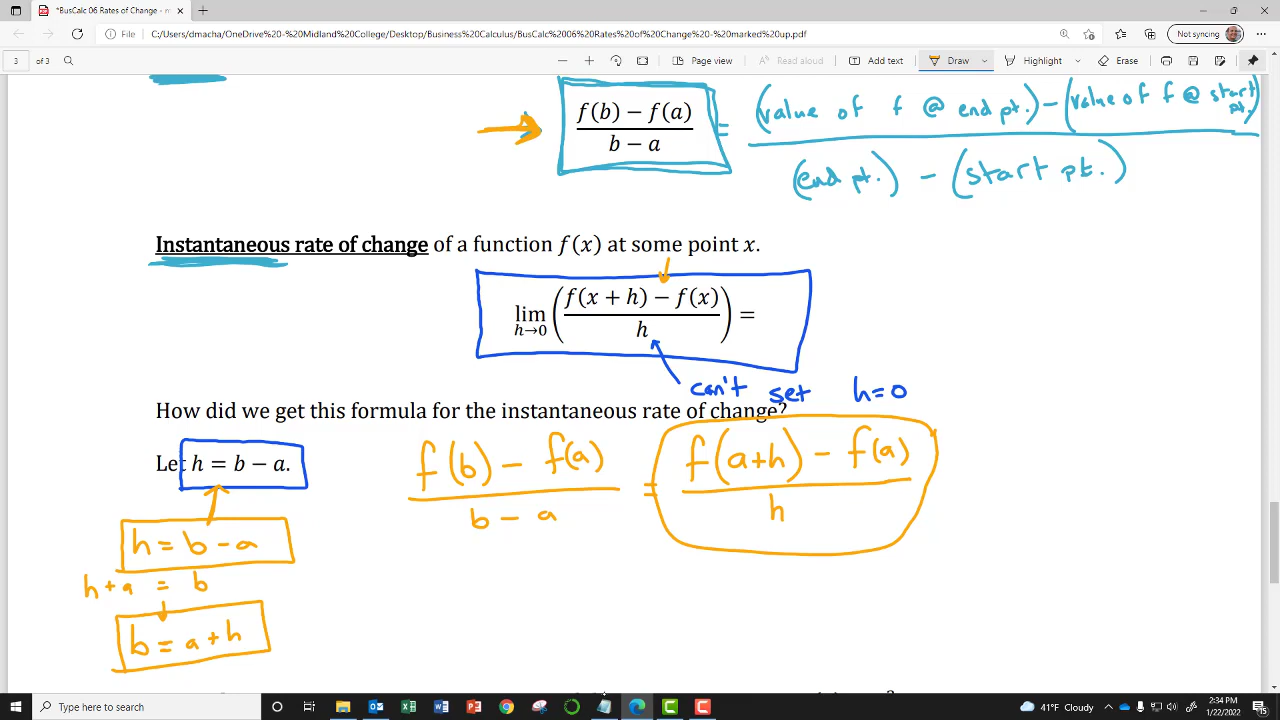 *BusCalc 06 Rates of Change - m
File
C:/Users/dmacha/OneDrive%20-%20Midland%20College/Desktop/Business%20Calculus/BusCalc%2006%20Rates%20of%20Change%20-%20marked%20up.pdf
Not syncing
3 of 3
Page view
Read aloud
Add text
Draw
Highlight
Erase
f(b) − f(a)
b − a
=
(value of f @ end pt.) − (value of f @ start pt.)
(end pt.) − (start pt.)
Instantaneous rate of change of a function f(x) at some point x.
lim h→0 (f(x + h) − f(x) / h) =
can't set h=0
How did we get this formula for the instantaneous rate of change?
Let h = b − a.
f(b) − f(a)
b − a
=
f(a+h) − f(a)
h
h = b − a
h + a = b
b = a + h
Type here to search
41°F Cloudy
2:34 PM
1/22/2022